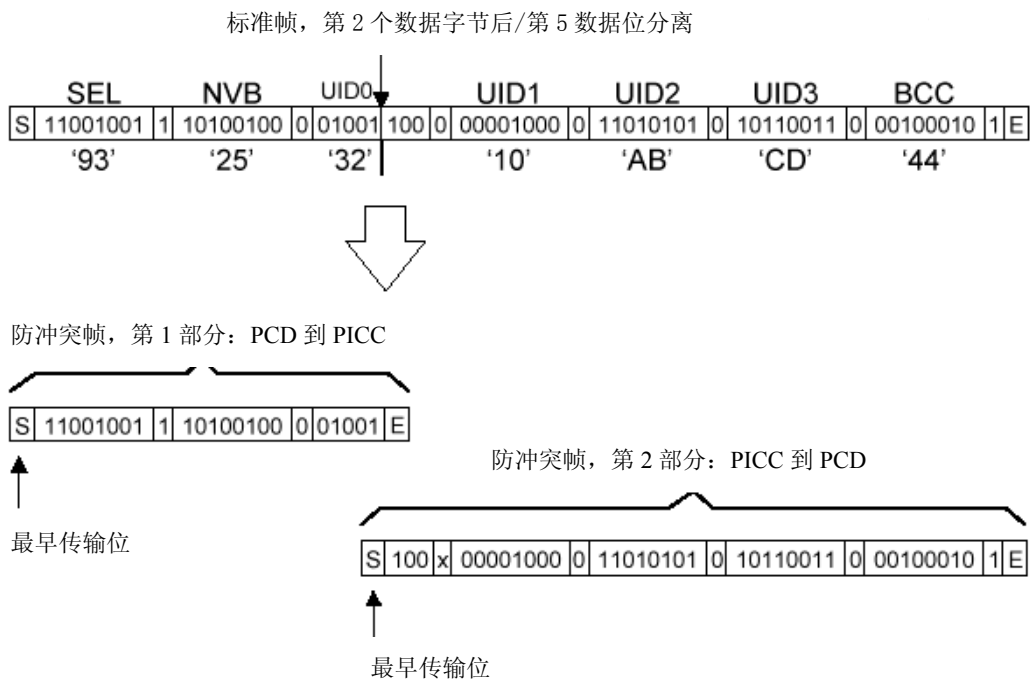 标准帧，第 2 个数据字节后/第 5 数据位分离
SEL NVB UID0 UID1 UID2 UID3 BCC
S 11001001 1 10100100 0 01001 100 0 00001000 0 11010101 0 10110011 0 00100010 1 E
‘93’ ‘25’ ‘32’ ‘10’ ‘AB’ ‘CD’ ‘44’
防冲突帧，第 1 部分：PCD 到 PICC
S 11001001 1 10100100 0 01001 E
最早传输位
防冲突帧，第 2 部分：PICC 到 PCD
S 100 x 00001000 0 11010101 0 10110011 0 00100010 1 E
最早传输位